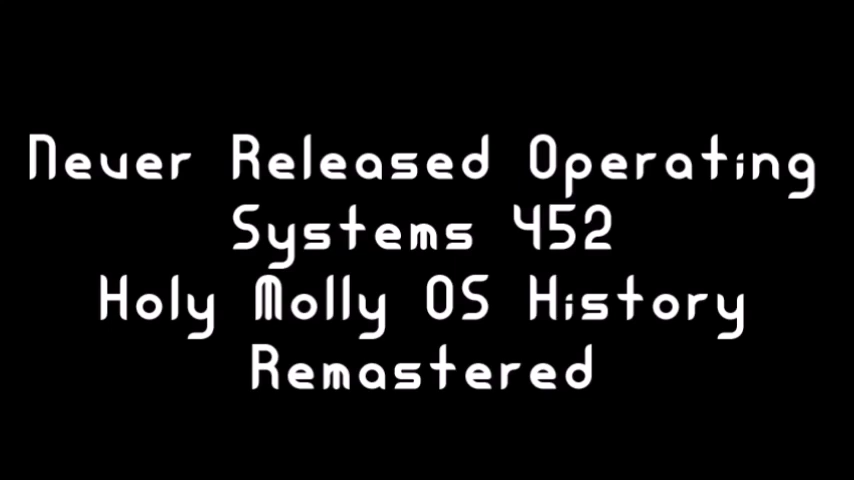 Never Released Operating
Systems 452
Holy Molly OS History
Remastered